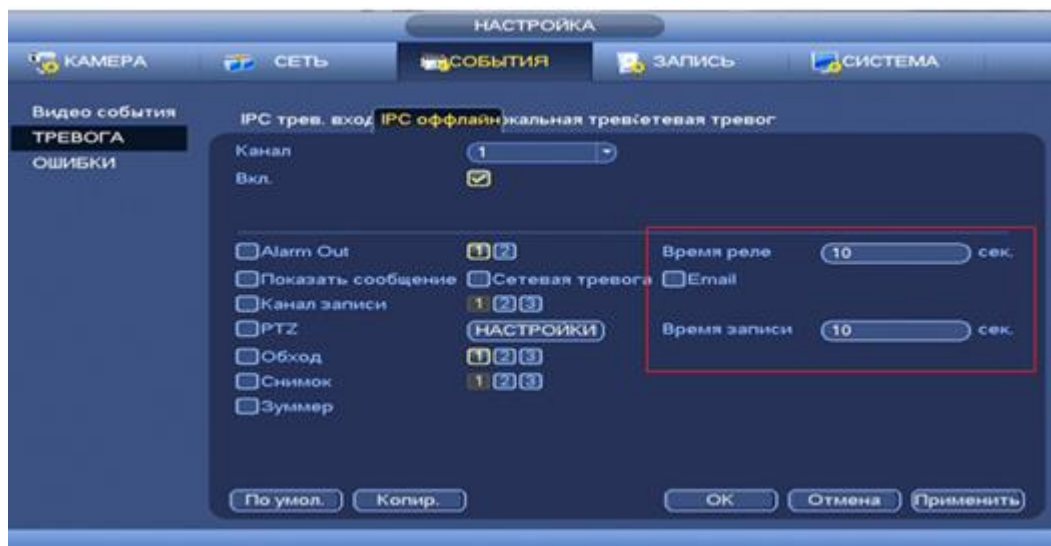 НАСТРОЙКА
КАМЕРА СЕТЬ СОБЫТИЯ ЗАПИСЬ СИСТЕМА
Видео события
ТРЕВОГА
ОШИБКИ
IPC трев. вход IPC оффлайн окальная трев сетевая тревог
Канал 1
Вкл.
Alarm Out 1 2 Время реле 10 сек.
Показать сообщение Сетевая тревога Email
Канал записи 1 2 3
PTZ НАСТРОЙКИ Время записи 10 сек.
Обход 1 2 3
Снимок 1 2 3
Зуммер
По умол. Копир. OK Отмена Применить